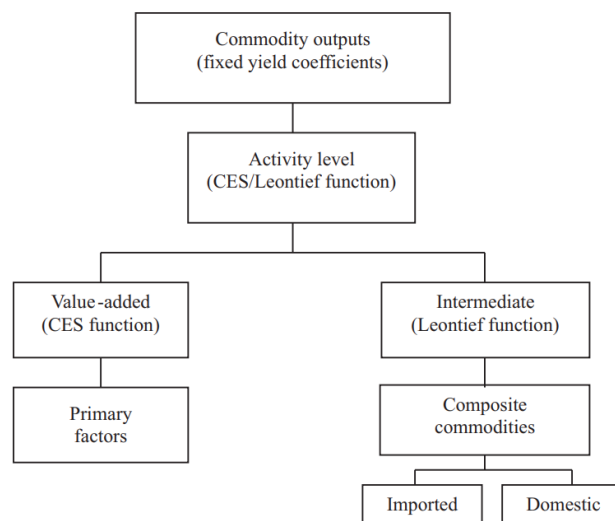 Commodity outputs
(fixed yield coefficients)
Activity level
(CES/Leontief function)
Value-added
(CES function)
Intermediate
(Leontief function)
Primary
factors
Composite
commodities
Imported
Domestic